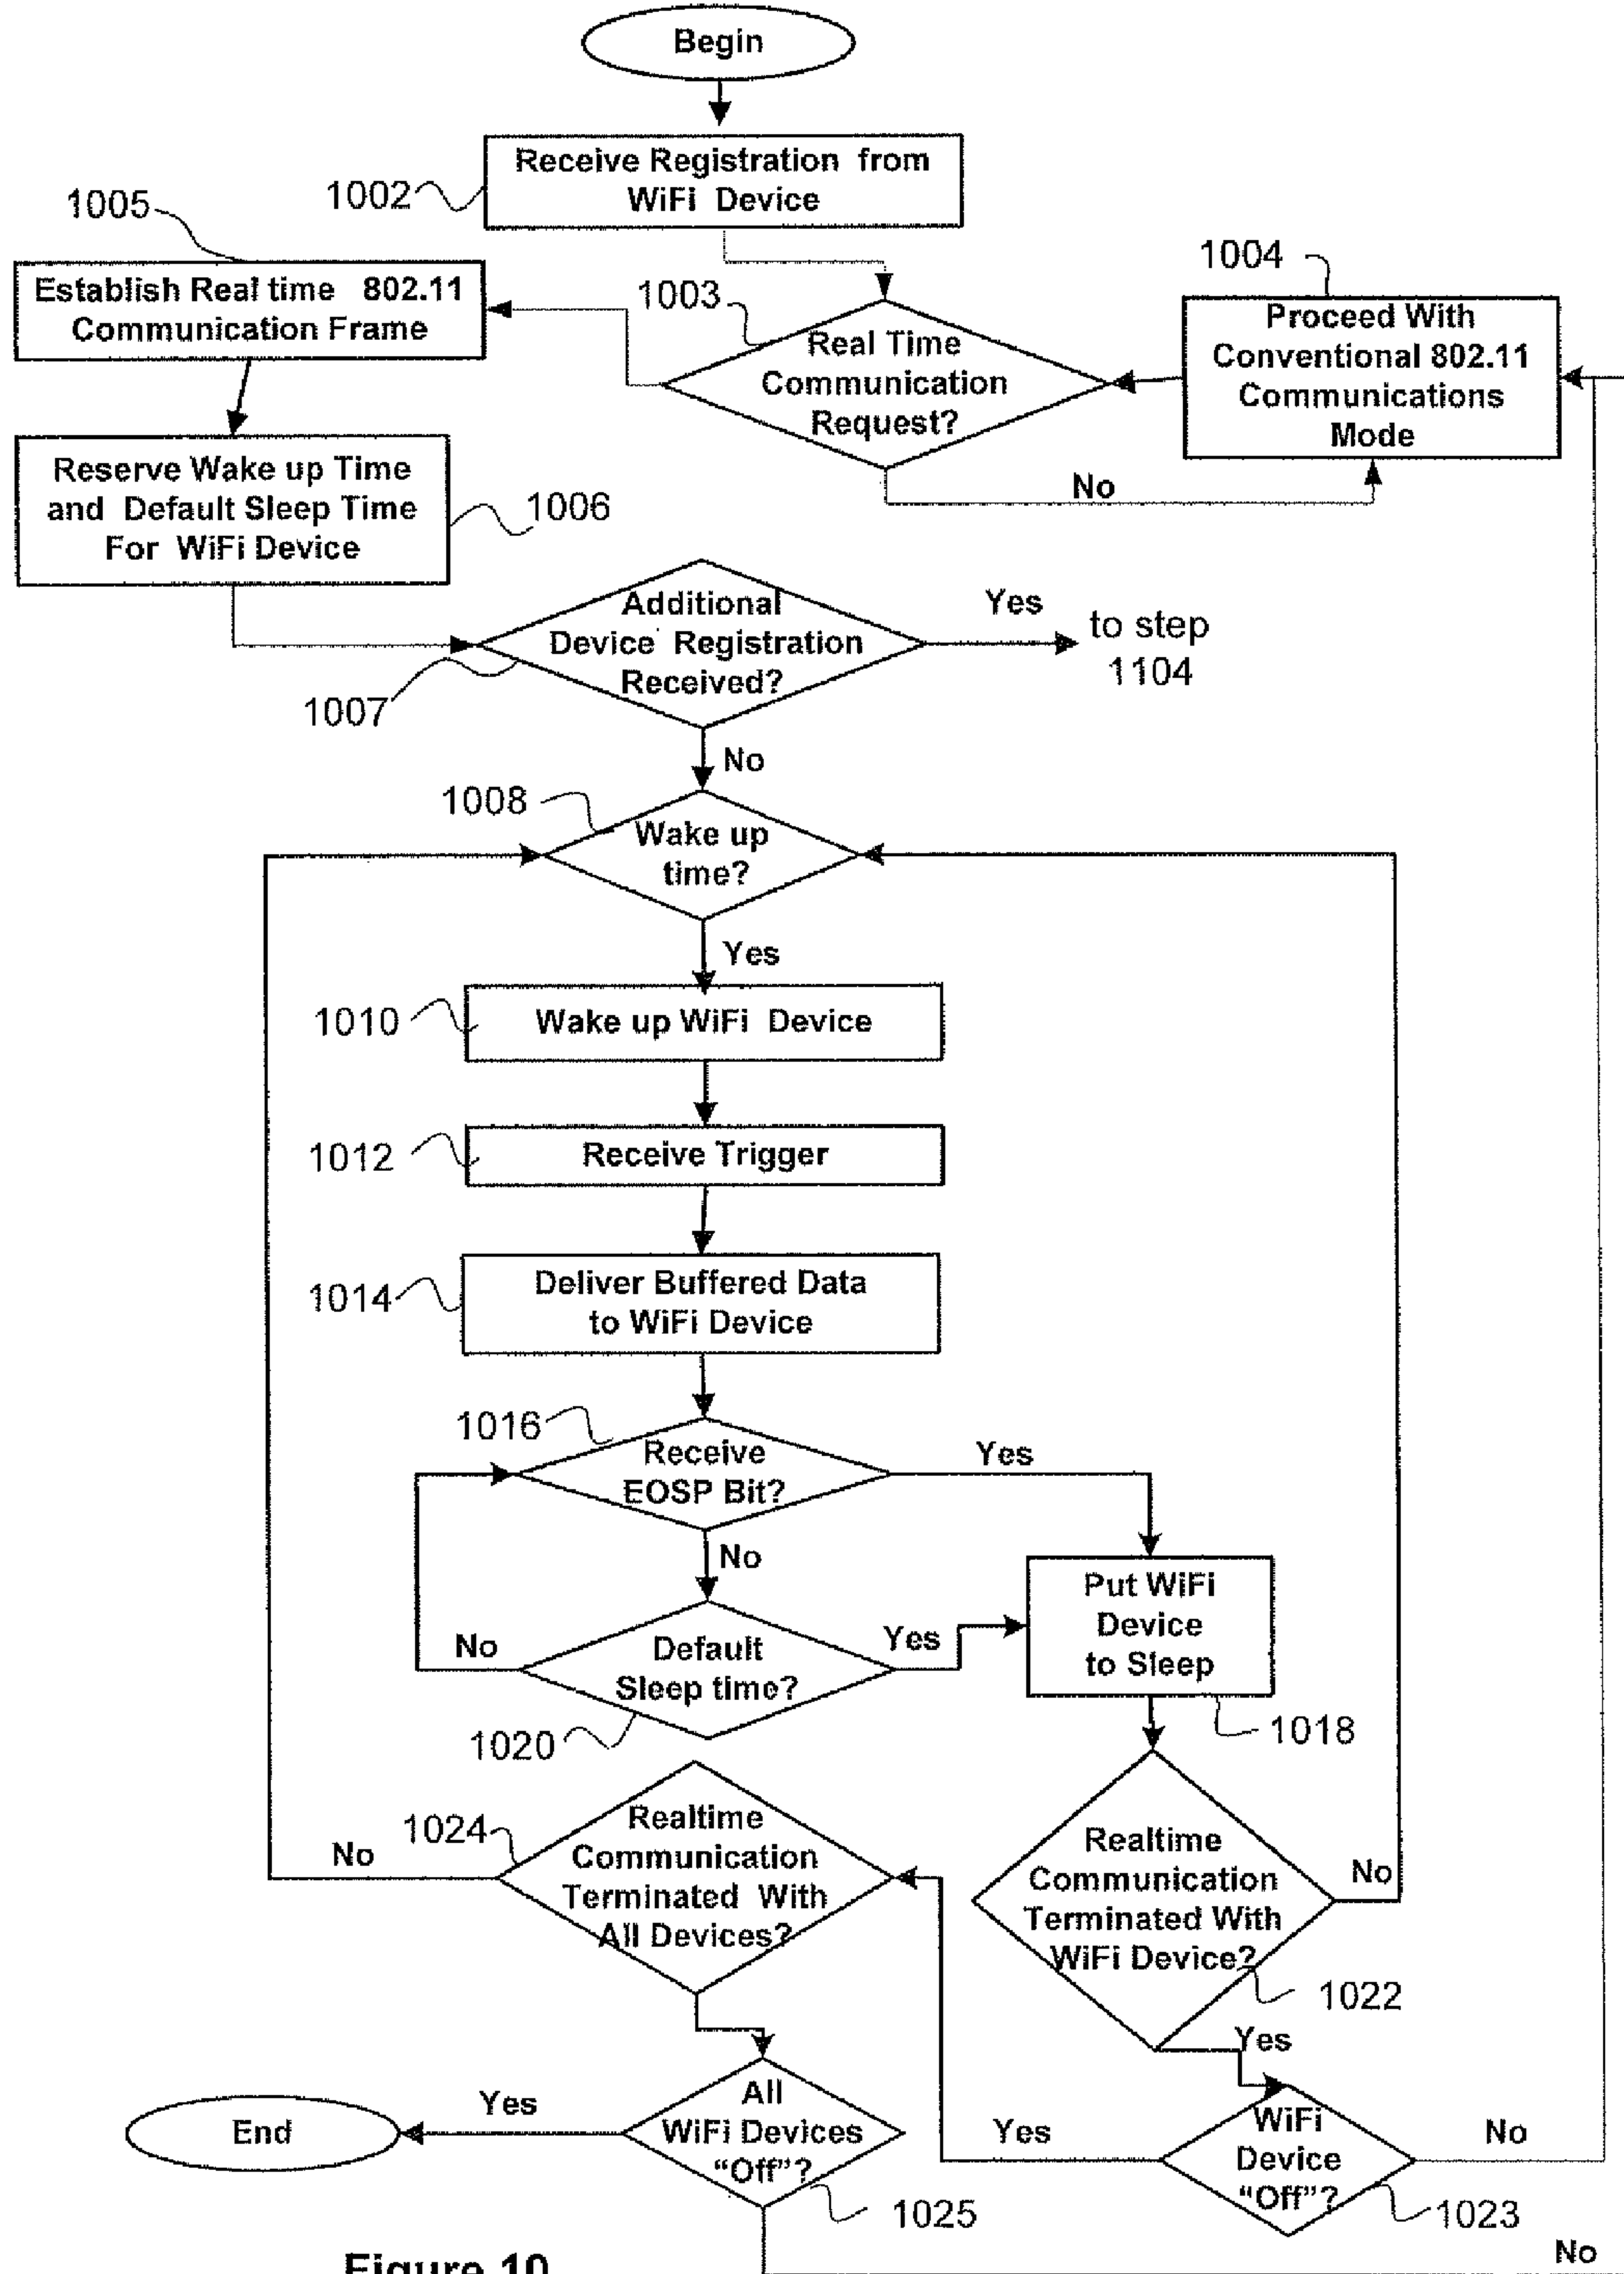 Begin
Receive Registration from
WiFi Device
1002
1005
Establish Real time 802.11
Communication Frame
1003
Real Time
Communication
Request?
1004
Proceed With
Conventional 802.11
Communications
Mode
No
Reserve Wake up Time
and Default Sleep Time
For WiFi Device
1006
Additional
Device Registration
Received?
1007
Yes
to step
1104
No
1008
Wake up
time?
Yes
1010
Wake up WiFi Device
1012
Receive Trigger
1014
Deliver Buffered Data
to WiFi Device
1016
Receive
EOSP Bit?
Yes
No
Put WiFi
Device
to Sleep
1018
Default
Sleep time?
No
Yes
1020
1024
Realtime
Communication
Terminated With
All Devices?
No
Realtime
Communication
Terminated With
WiFi Device?
No
1022
Yes
All
WiFi Devices
"Off"?
Yes
End
1025
WiFi
Device
"Off"?
Yes
No
1023
No
Figure 10